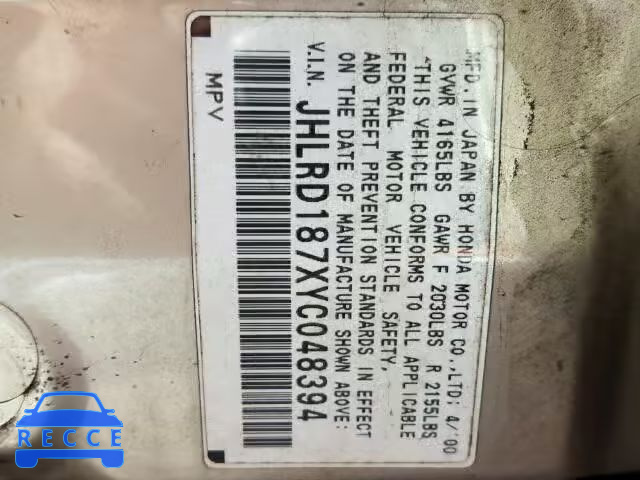 MFD. IN JAPAN BY HONDA MOTOR CO., LTD; 4/'00
GVWR 4165LBS GAWR F 2030LBS R 2155LBS
"THIS VEHICLE CONFORMS TO ALL APPLICABLE
FEDERAL MOTOR VEHICLE SAFETY,
AND THEFT PREVENTION STANDARDS IN EFFECT
ON THE DATE OF MANUFACTURE SHOWN ABOVE:
V.I.N. JHLRD187XYC048394
MPV
RECCE